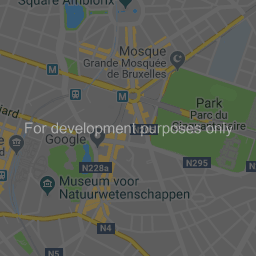 Square Ambiorix
Mosque
Grande Mosquée
de Bruxelles
M
M
Park
Parc du
Cinquantenaire
For development purposes only
Google
N295
N228a
Museum voor
Natuurwetenschappen
N4
N5